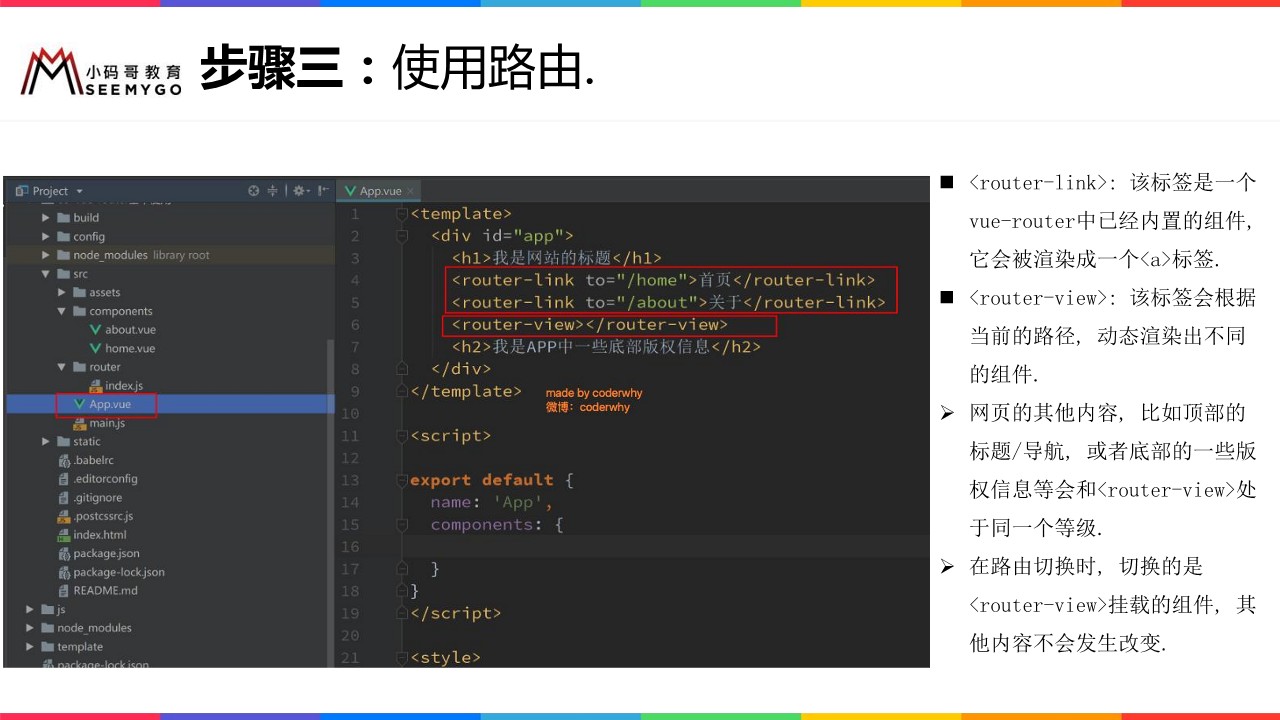 小码哥教育
SEEMYGO
步骤三：使用路由.
Project
build
config
node_modules library root
src
assets
components
about.vue
home.vue
router
index.js
App.vue
main.js
static
.babelrc
.editorconfig
.gitignore
.postcssrc.js
index.html
package.json
package-lock.json
README.md
js
node_modules
template
package-lock.json
App.vue
1 <template>
2 <div id="app">
3 <h1>我是网站的标题</h1>
4 <router-link to="/home">首页</router-link>
5 <router-link to="/about">关于</router-link>
6 <router-view></router-view>
7 <h2>我是APP中一些底部版权信息</h2>
8 </div>
9 </template>
made by coderwhy
微博：coderwhy
10
11 <script>
12
13 export default {
14 name: 'App',
15 components: {
16
17 }
18 }
19 </script>
20
21 <style>
■ <router-link>: 该标签是一个
vue-router中已经内置的组件,
它会被渲染成一个<a>标签.
■ <router-view>: 该标签会根据
当前的路径, 动态渲染出不同
的组件.
➢ 网页的其他内容, 比如顶部的
标题/导航, 或者底部的一些版
权信息等会和<router-view>处
于同一个等级.
➢ 在路由切换时, 切换的是
<router-view>挂载的组件, 其
他内容不会发生改变.